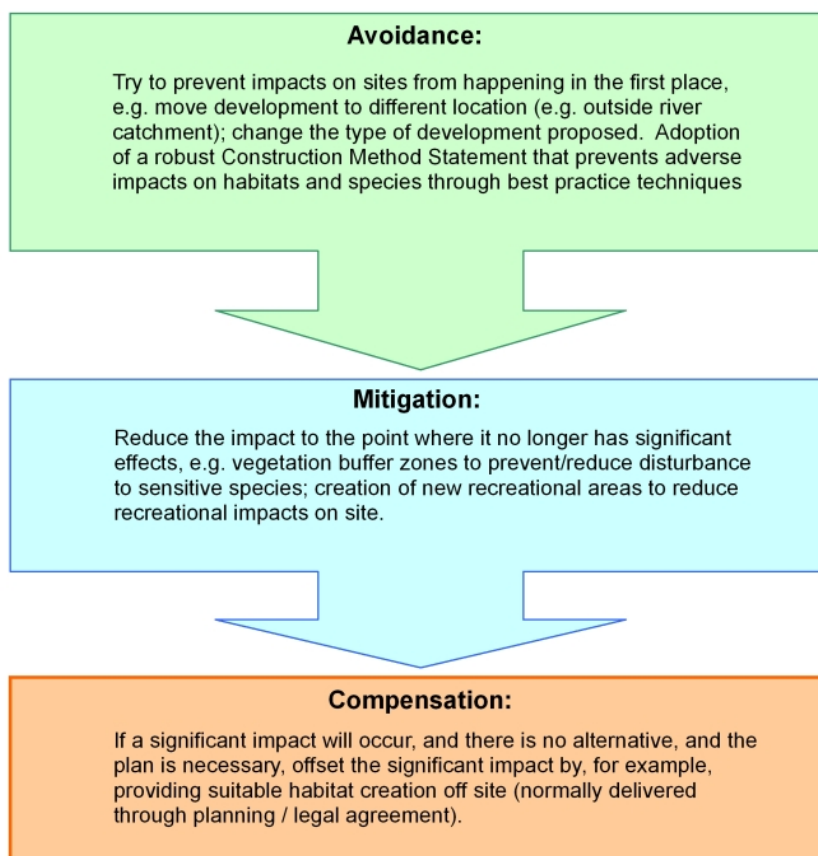 Avoidance:
Try to prevent impacts on sites from happening in the first place,
e.g. move development to different location (e.g. outside river
catchment); change the type of development proposed.  Adoption
of a robust Construction Method Statement that prevents adverse
impacts on habitats and species through best practice techniques
Mitigation:
Reduce the impact to the point where it no longer has significant
effects, e.g. vegetation buffer zones to prevent/reduce disturbance
to sensitive species; creation of new recreational areas to reduce
recreational impacts on site.
Compensation:
If a significant impact will occur, and there is no alternative, and the
plan is necessary, offset the significant impact by, for example,
providing suitable habitat creation off site (normally delivered
through planning / legal agreement).